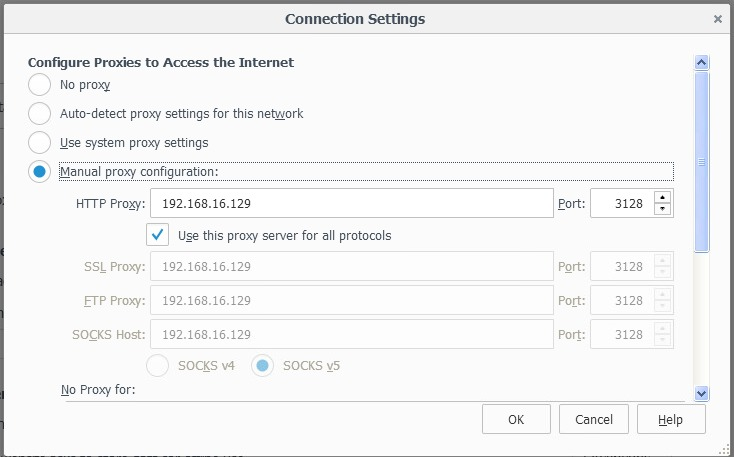 Connection Settings
×
Configure Proxies to Access the Internet
No proxy
Auto-detect proxy settings for this network
Use system proxy settings
Manual proxy configuration:
HTTP Proxy: 192.168.16.129 Port: 3128
Use this proxy server for all protocols
SSL Proxy: 192.168.16.129 Port: 3128
FTP Proxy: 192.168.16.129 Port: 3128
SOCKS Host: 192.168.16.129 Port: 3128
SOCKS v4 SOCKS v5
No Proxy for:
OK Cancel Help